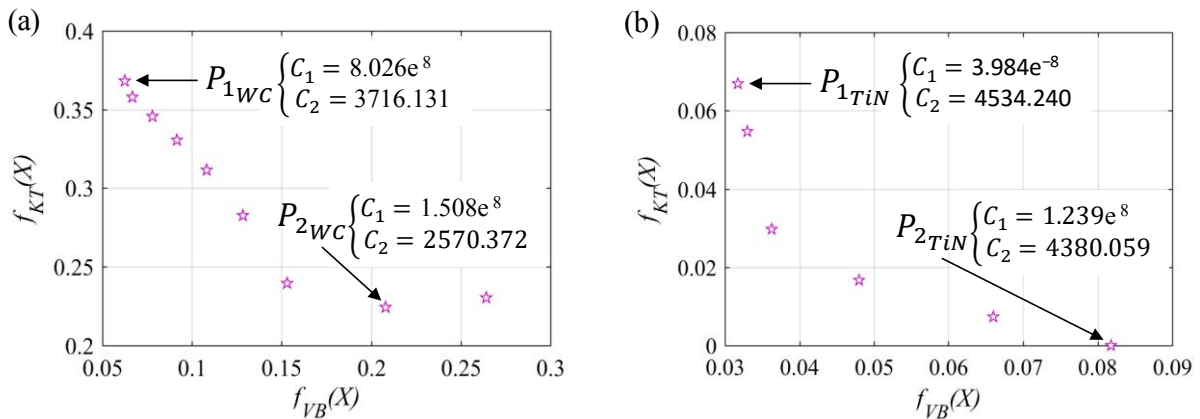 (a)
0.4
0.35
0.3
0.25
0.2
f_KT(X)
0.05 0.1 0.15 0.2 0.25 0.3
f_VB(X)
P_1WC { C_1 = 8.026e^8
C_2 = 3716.131
P_2WC { C_1 = 1.508e^8
C_2 = 2570.372
(b)
0.08
0.06
0.04
0.02
0
f_KT(X)
0.03 0.04 0.05 0.06 0.07 0.08 0.09
f_VB(X)
P_1TiN { C_1 = 3.984e^-8
C_2 = 4534.240
P_2TiN { C_1 = 1.239e^8
C_2 = 4380.059